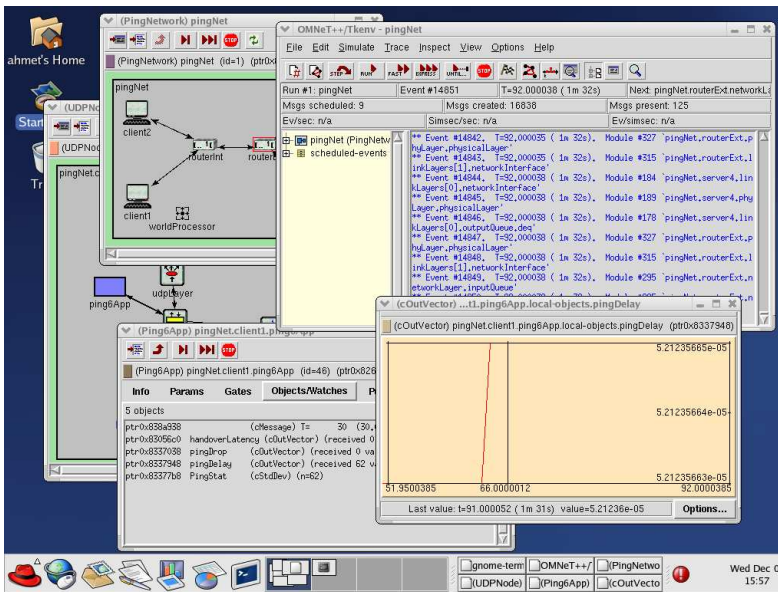 ahmet's Home
(PingNetwork) pingNet
(PingNetwork) pingNet (id=1)
pingNet
client2
routerInt
client1
worldProcessor
udpLayer
ping6App
OMNeT++/Tkenv - pingNet
File Edit Simulate Trace Inspect View Options Help
STEP RUN FAST EXPRESS UNTIL... STOP
Run #1: pingNet Event #14851 T=92.000038 ( 1m 32s) Next: pingNet.routerExt.networkL
Msgs scheduled: 9 Msgs created: 16838 Msgs present: 125
Ev/sec: n/a Simsec/sec: n/a Ev/simsec: n/a
pingNet (PingNetw
scheduled-events
** Event #14842. T=92.000035 ( 1m 32s). Module #327 `pingNet.routerExt.p
hyLayer.physicalLayer'
** Event #14843. T=92.000035 ( 1m 32s). Module #315 `pingNet.routerExt.l
inkLayers[1].networkInterface'
** Event #14844. T=92.000038 ( 1m 32s). Module #184 `pingNet.server4.lin
kLayers[0].networkInterface'
** Event #14845. T=92.000038 ( 1m 32s). Module #189 `pingNet.server4.phy
Layer.physicalLayer'
** Event #14846. T=92.000038 ( 1m 32s). Module #178 `pingNet.server4.lin
kLayers[0].outputQueue.deq'
** Event #14847. T=92.000038 ( 1m 32s). Module #327 `pingNet.routerExt.p
hyLayer.physicalLayer'
** Event #14848. T=92.000038 ( 1m 32s). Module #315 `pingNet.routerExt.l
inkLayers[1].networkInterface'
** Event #14849. T=92.000038 ( 1m 32s). Module #295 `pingNet.routerExt.n
etworkLayer.inputQueue'
(Ping6App) pingNet.client1.ping6App
(Ping6App) pingNet.client1.ping6App (id=46) (ptr0x826
Info Params Gates Objects/Watches
5 objects
ptr0x838a938 (cMessage) T= 30 (30.
ptr0x83056c0 handoverLatency (cOutVector) (received 0
ptr0x8337038 pingDrop (cOutVector) (received 0 va
ptr0x8337948 pingDelay (cOutVector) (received 62 v
ptr0x83377b8 PingStat (cStdDev) (n=62)
(cOutVector) ...t1.ping6App.local-objects.pingDelay
(cOutVector) pingNet.client1.ping6App.local-objects.pingDelay (ptr0x8337948)
5.21235665e-05
5.21235664e-05
5.21235663e-05
51.9500385 66.0000012 92.0000385
Last value: t=91.000052 ( 1m 31s) value=5.21236e-05 Options...
gnome-term OMNeT++/ (PingNetwo
(UDPNode) (Ping6App) (cOutVecto
Wed Dec 0
15:57